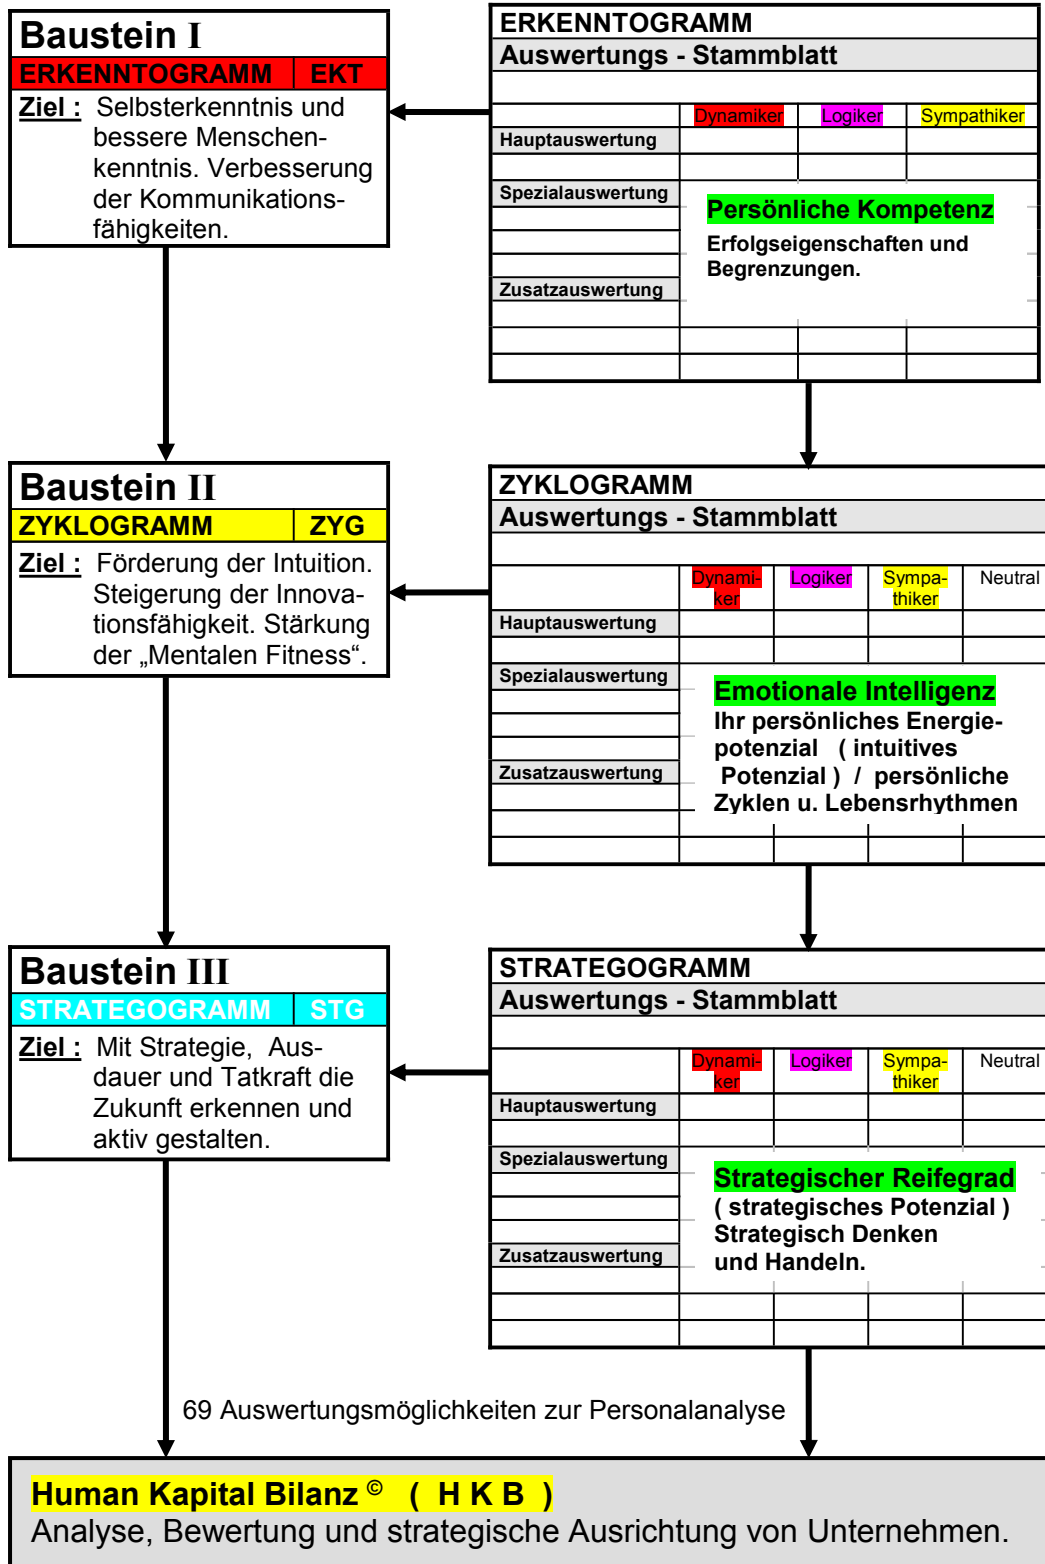 Baustein I
ERKENNTOGRAMM EKT
Ziel : Selbsterkenntnis und
bessere Menschen-
kenntnis. Verbesserung
der Kommunikations-
fähigkeiten.
ERKENNTOGRAMM
Auswertungs - Stammblatt
Dynamiker Logiker Sympathiker
Hauptauswertung
Spezialauswertung
Persönliche Kompetenz
Erfolgseigenschaften und
Begrenzungen.
Zusatzauswertung
Baustein II
ZYKLOGRAMM ZYG
Ziel : Förderung der Intuition.
Steigerung der Innova-
tionsfähigkeit. Stärkung
der „Mentalen Fitness“.
ZYKLOGRAMM
Auswertungs - Stammblatt
Dynami-
ker
Logiker
Sympa-
thiker
Neutral
Hauptauswertung
Spezialauswertung
Emotionale Intelligenz
Ihr persönliches Energie-
potenzial ( intuitives
Potenzial ) / persönliche
Zyklen u. Lebensrhythmen
Zusatzauswertung
Baustein III
STRATEGOGRAMM STG
Ziel : Mit Strategie, Aus-
dauer und Tatkraft die
Zukunft erkennen und
aktiv gestalten.
STRATEGOGRAMM
Auswertungs - Stammblatt
Dynami-
ker
Logiker
Sympa-
thiker
Neutral
Hauptauswertung
Spezialauswertung
Strategischer Reifegrad
( strategisches Potenzial )
Strategisch Denken
und Handeln.
Zusatzauswertung
69 Auswertungsmöglichkeiten zur Personalanalyse
Human Kapital Bilanz © ( H K B )
Analyse, Bewertung und strategische Ausrichtung von Unternehmen.